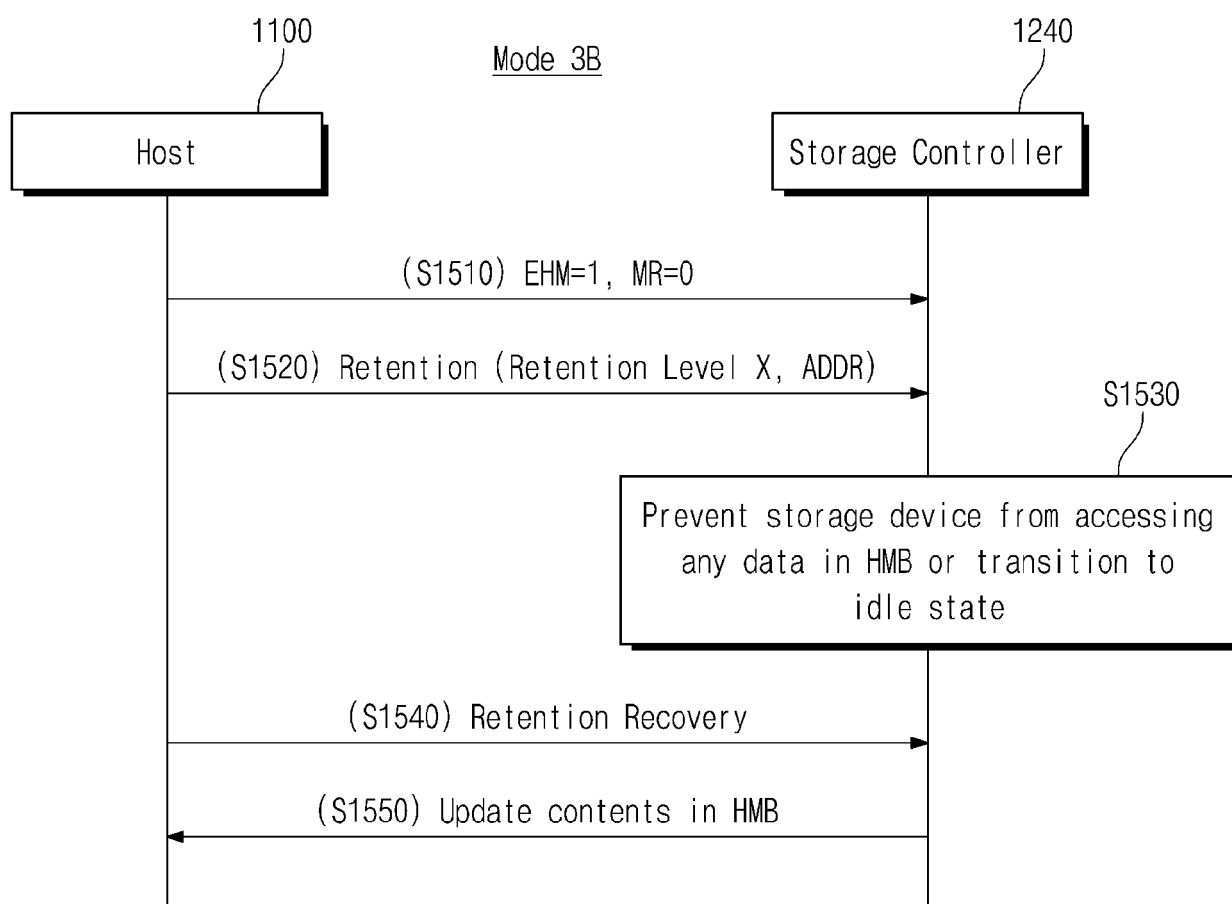 1100
Mode 3B
1240
Host
Storage Controller
(S1510) EHM=1, MR=0
(S1520) Retention (Retention Level X, ADDR)
S1530
Prevent storage device from accessing
any data in HMB or transition to
idle state
(S1540) Retention Recovery
(S1550) Update contents in HMB